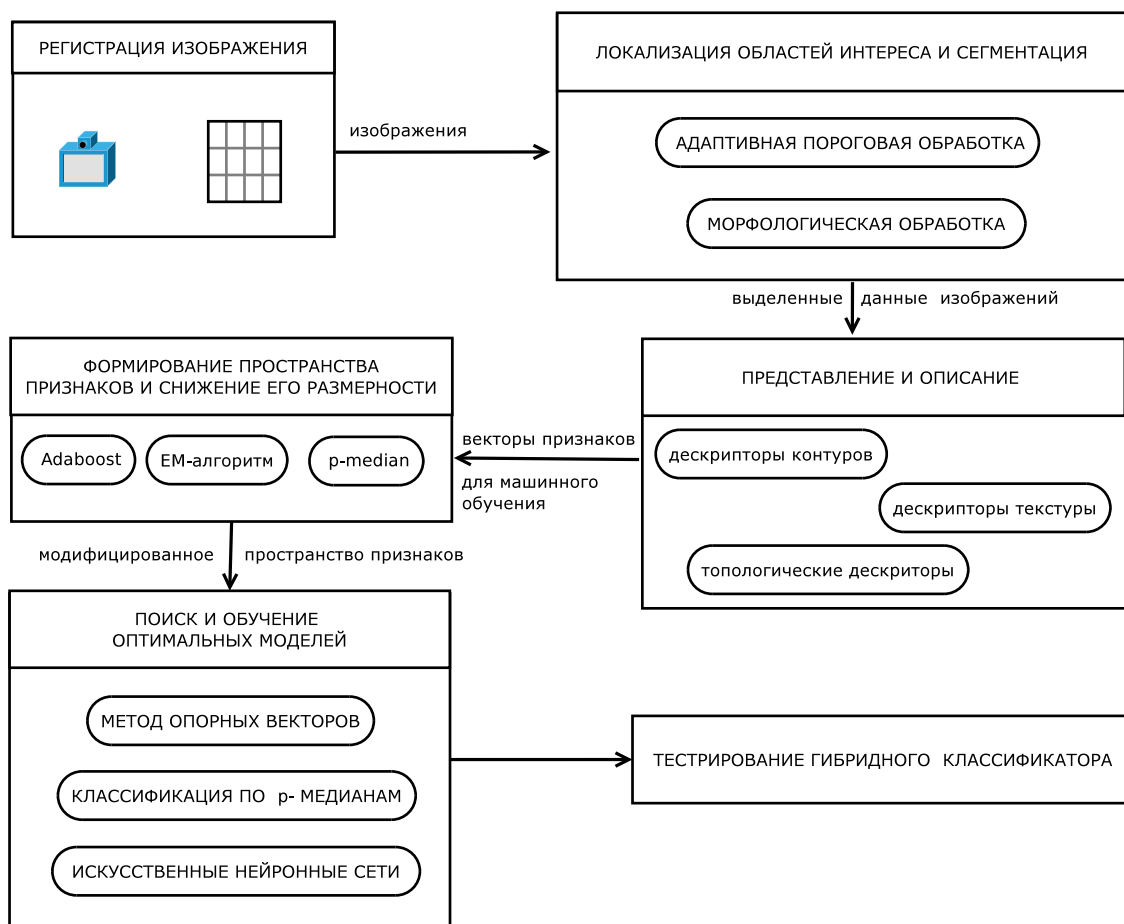 РЕГИСТРАЦИЯ ИЗОБРАЖЕНИЯ
изображения
ЛОКАЛИЗАЦИЯ ОБЛАСТЕЙ ИНТЕРЕСА И СЕГМЕНТАЦИЯ
АДАПТИВНАЯ ПОРОГОВАЯ ОБРАБОТКА
МОРФОЛОГИЧЕСКАЯ ОБРАБОТКА
выделенные данные изображений
ПРЕДСТАВЛЕНИЕ И ОПИСАНИЕ
дескрипторы контуров
дескрипторы текстуры
топологические дескриторы
векторы признаков
для машинного
обучения
ФОРМИРОВАНИЕ ПРОСТРАНСТВА
ПРИЗНАКОВ И СНИЖЕНИЕ ЕГО РАЗМЕРНОСТИ
Adaboost
EM-алгоритм
p-median
модифицированное пространство признаков
ПОИСК И ОБУЧЕНИЕ
ОПТИМАЛЬНЫХ МОДЕЛЕЙ
МЕТОД ОПОРНЫХ ВЕКТОРОВ
КЛАССИФИКАЦИЯ ПО p- МЕДИАНАМ
ИСКУССТВЕННЫЕ НЕЙРОННЫЕ СЕТИ
ТЕСТРИРОВАНИЕ ГИБРИДНОГО КЛАССИФИКАТОРА